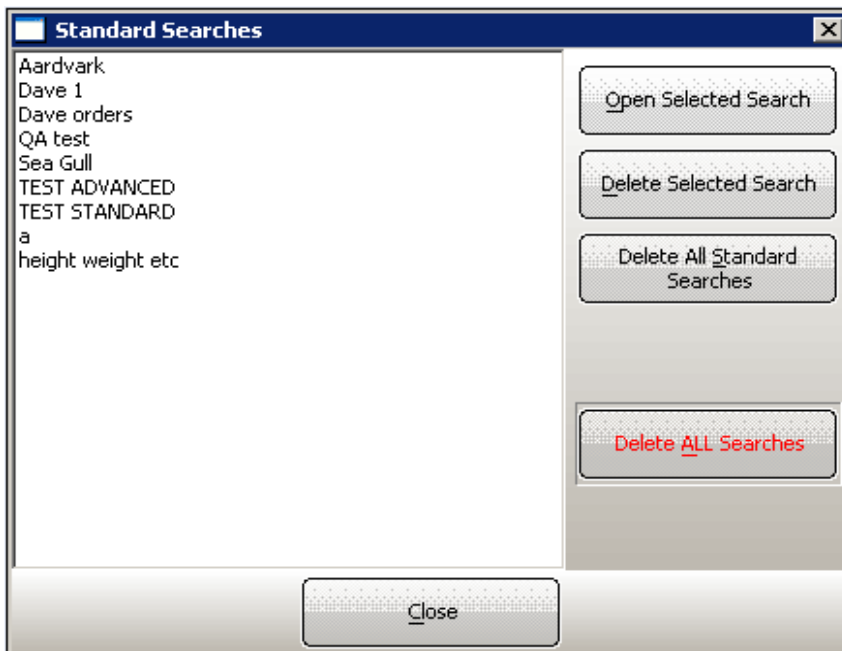 Standard Searches
Aardvark
Dave 1
Dave orders
QA test
Sea Gull
TEST ADVANCED
TEST STANDARD
a
height weight etc
Open Selected Search
Delete Selected Search
Delete All Standard
Searches
Delete ALL Searches
Close